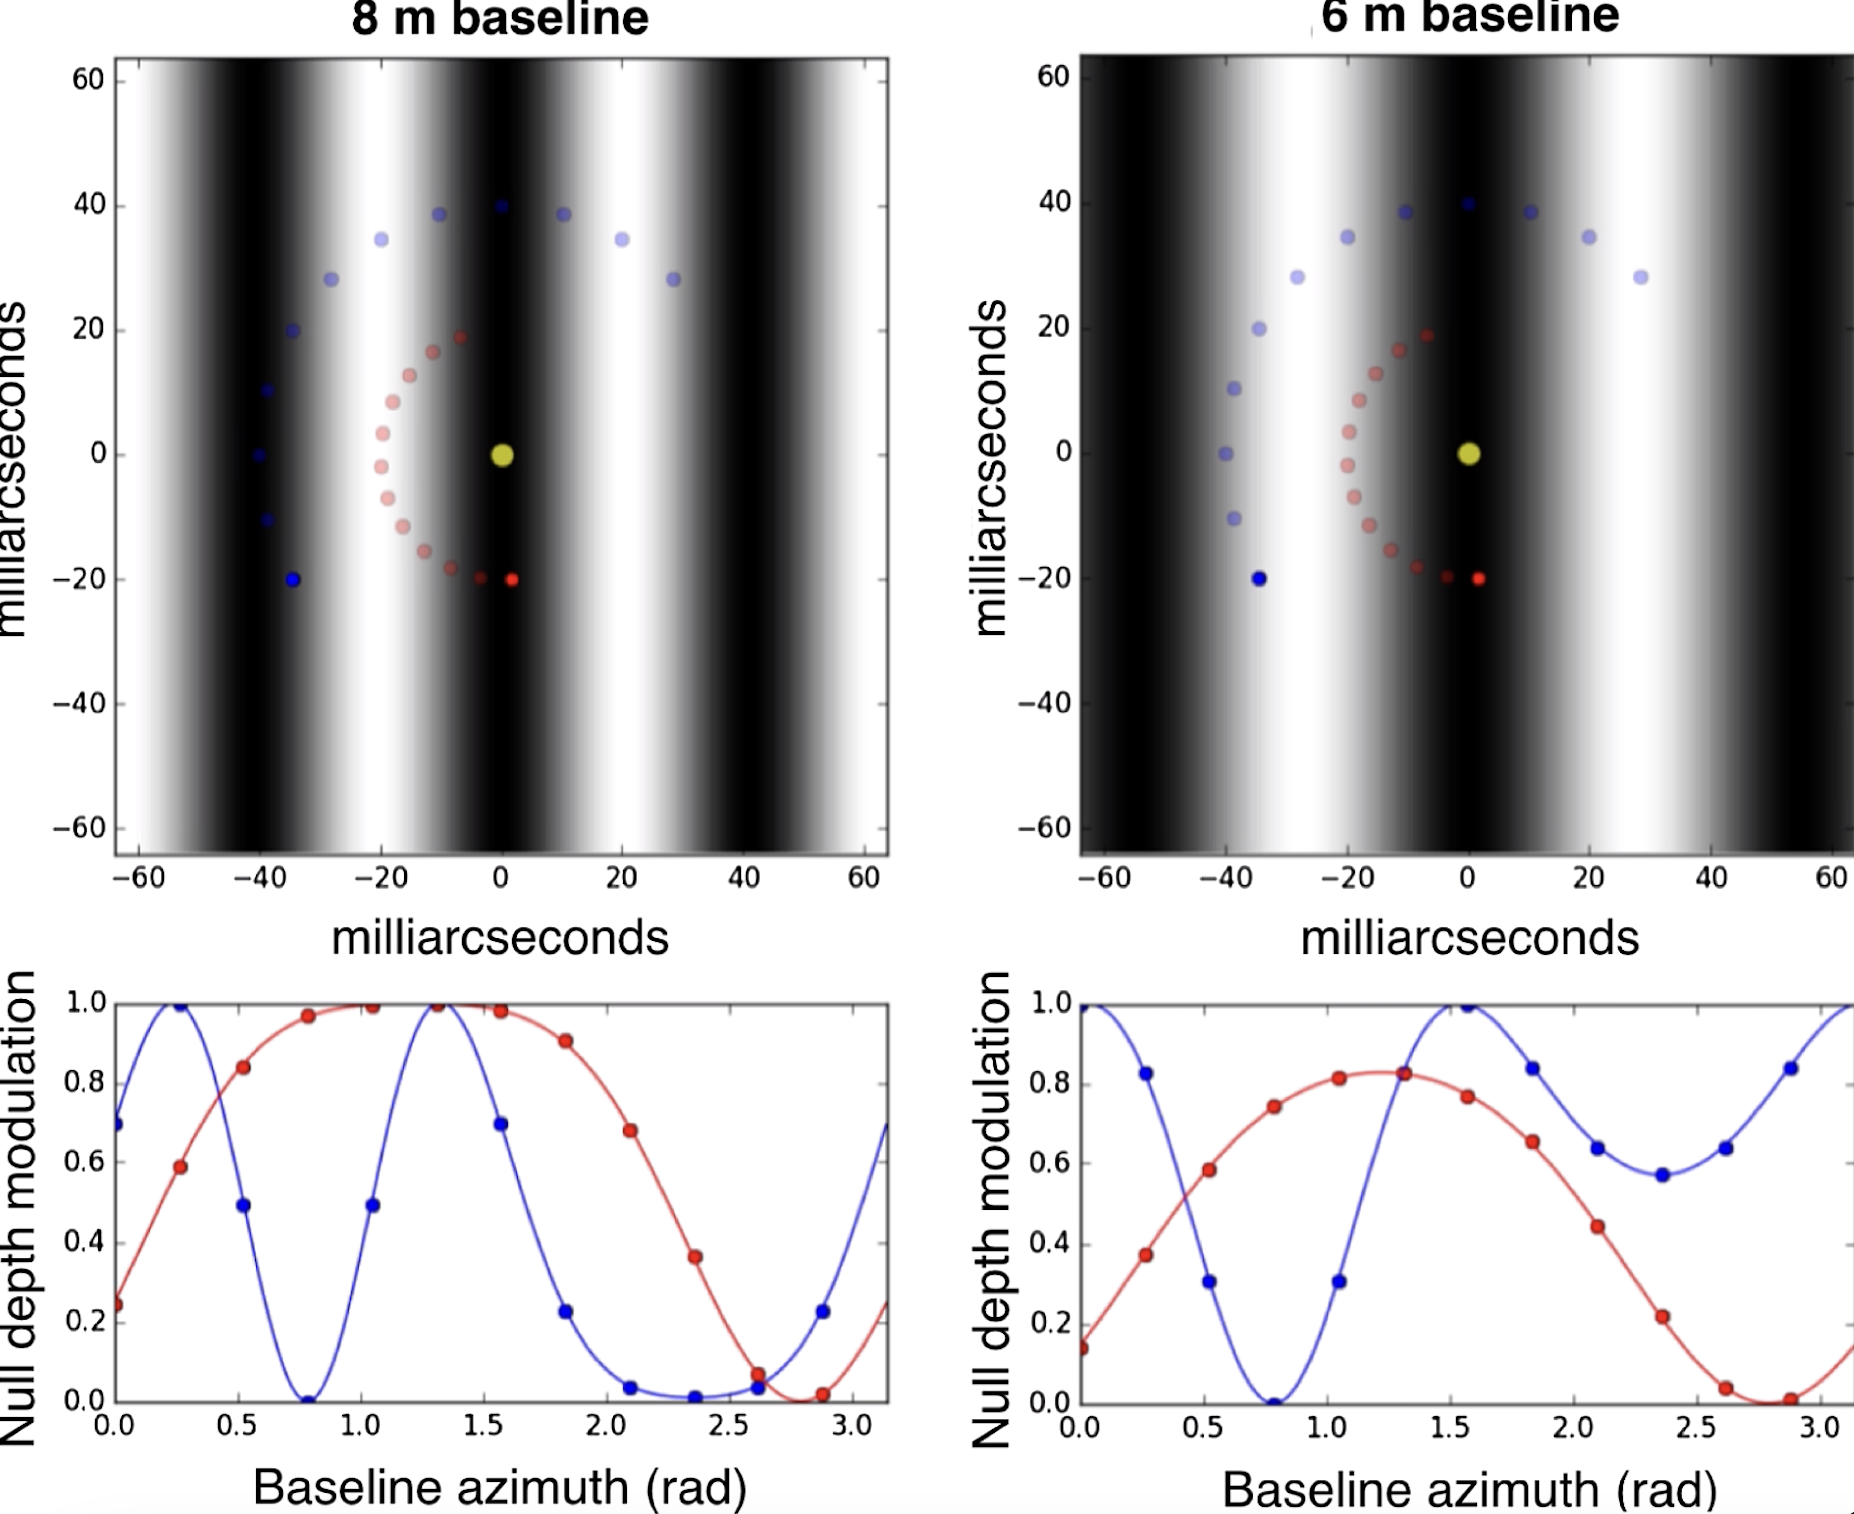 8 m baseline
60
40
20
0
−20
−40
−60
milliarcseconds
−60 −40 −20 0 20 40 60
milliarcseconds
1.0
0.8
0.6
0.4
0.2
0.0
Null depth modulation
0.0 0.5 1.0 1.5 2.0 2.5 3.0
Baseline azimuth (rad)
6 m baseline
60
40
20
0
−20
−40
−60
milliarcseconds
−60 −40 −20 0 20 40 60
milliarcseconds
1.0
0.8
0.6
0.4
0.2
0.0
Null depth modulation
0.0 0.5 1.0 1.5 2.0 2.5 3.0
Baseline azimuth (rad)